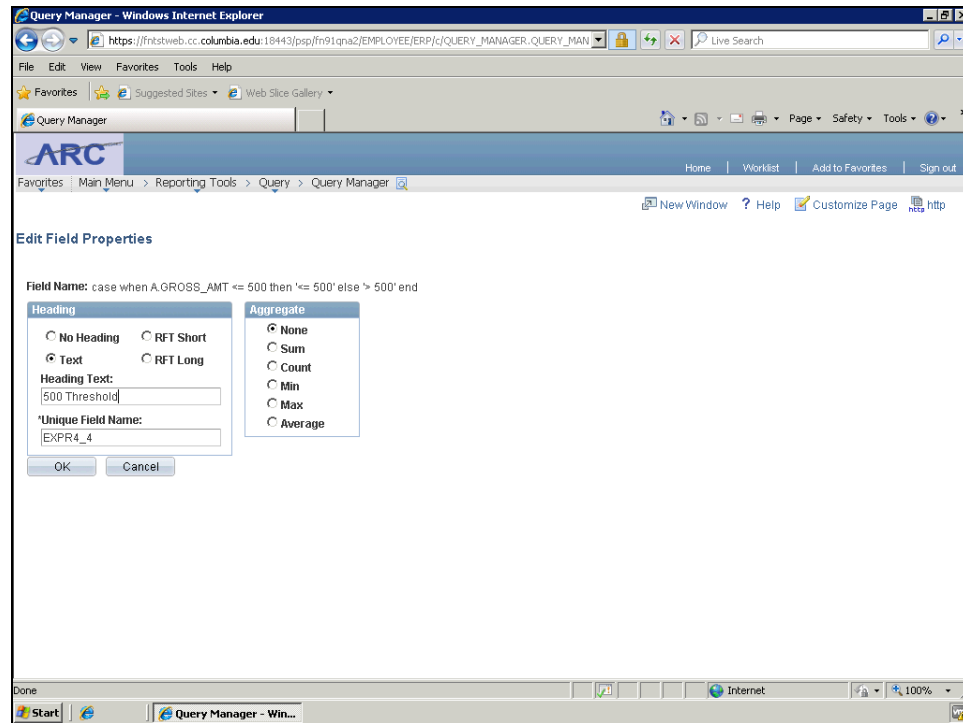 Query Manager - Windows Internet Explorer
https://fntstweb.cc.columbia.edu:18443/psp/fn91qna2/EMPLOYEE/ERP/c/QUERY_MANAGER.QUERY_MAN
Live Search
File Edit View Favorites Tools Help
Favorites Suggested Sites Web Slice Gallery
Query Manager
Page Safety Tools
ARC
Home | Worklist | Add to Favorites | Sign out
Favorites Main Menu > Reporting Tools > Query > Query Manager
New Window ? Help Customize Page http
Edit Field Properties
Field Name: case when A.GROSS_AMT <= 500 then '<= 500' else '> 500' end
Heading
No Heading RFT Short
Text RFT Long
Heading Text:
500 Threshold
*Unique Field Name:
EXPR4_4
OK Cancel
Aggregate
None
Sum
Count
Min
Max
Average
Done
Internet
100%
Start
Query Manager - Win...